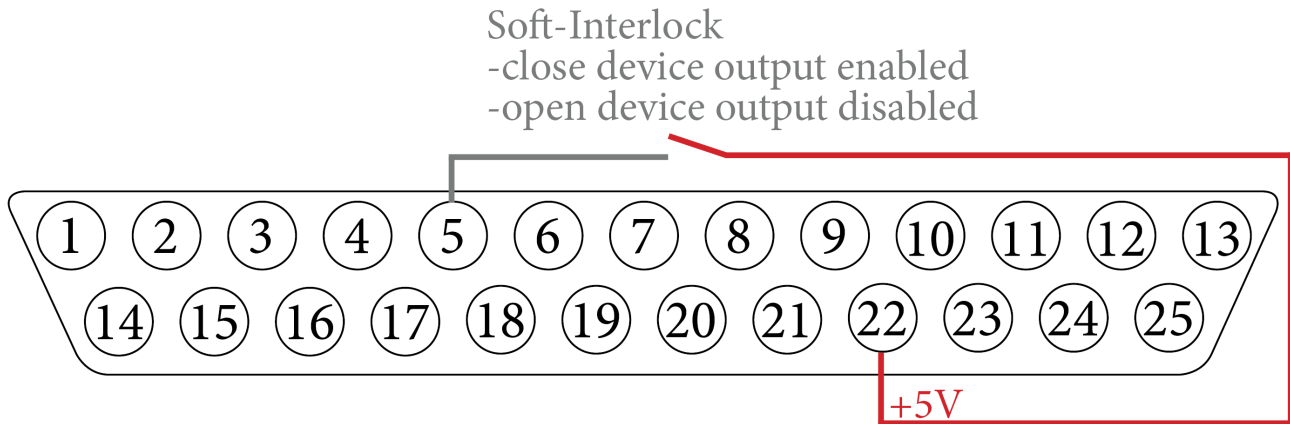 Soft-Interlock
-close device output enabled
-open device output disabled
1 2 3 4 5 6 7 8 9 10 11 12 13
14 15 16 17 18 19 20 21 22 23 24 25
+5V